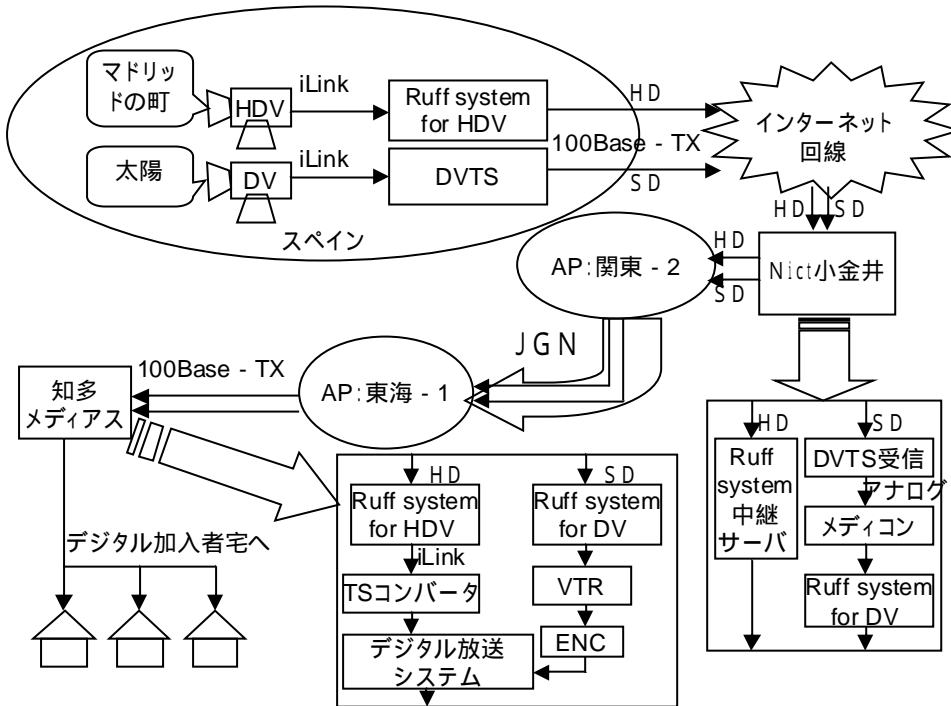 マドリッ
ドの町
HDV
iLink
Ruff system
for HDV
HD
インターネット
回線
太陽
DV
iLink
DVTS
100Base - TX
SD
スペイン
HD
SD
AP:関東 - 2
HD
SD
Nict小金井
JGN
知多
メディアス
100Base - TX
AP:東海 - 1
デジタル加入者宅へ
HD
Ruff system
for HDV
iLink
TSコンバータ
デジタル放送
システム
SD
Ruff system
for DV
VTR
ENC
HD
Ruff
system
中継
サーバ
SD
DVTS受信
アナログ
メディコン
Ruff system
for DV